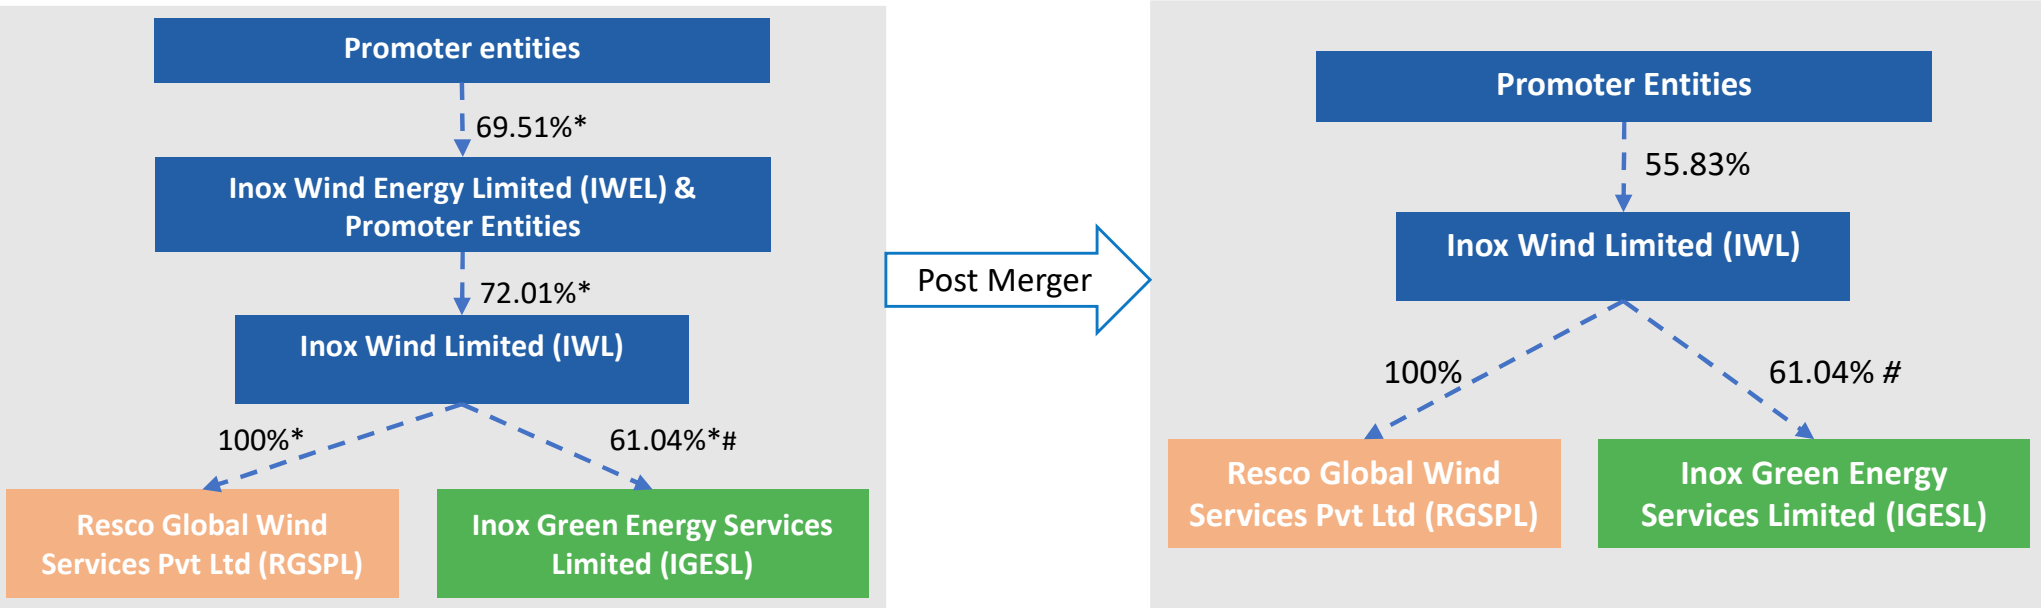 Promoter entities
69.51%*
Inox Wind Energy Limited (IWEL) &
Promoter Entities
72.01%*
Inox Wind Limited (IWL)
100%*
61.04%*#
Resco Global Wind
Services Pvt Ltd (RGSPL)
Inox Green Energy Services
Limited (IGESL)
Post Merger
Promoter Entities
55.83%
Inox Wind Limited (IWL)
100%
61.04% #
Resco Global Wind
Services Pvt Ltd (RGSPL)
Inox Green Energy
Services Limited (IGESL)